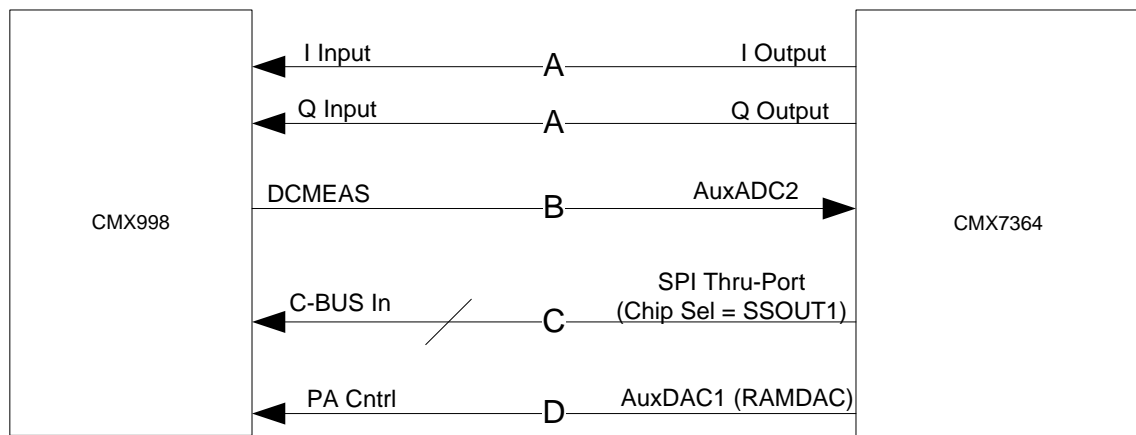 I Input A I Output
Q Input A Q Output
DCMEAS B AuxADC2
CMX998
CMX7364
SPI Thru-Port
C-BUS In C (Chip Sel = SSOUT1)
PA Cntrl D AuxDAC1 (RAMDAC)